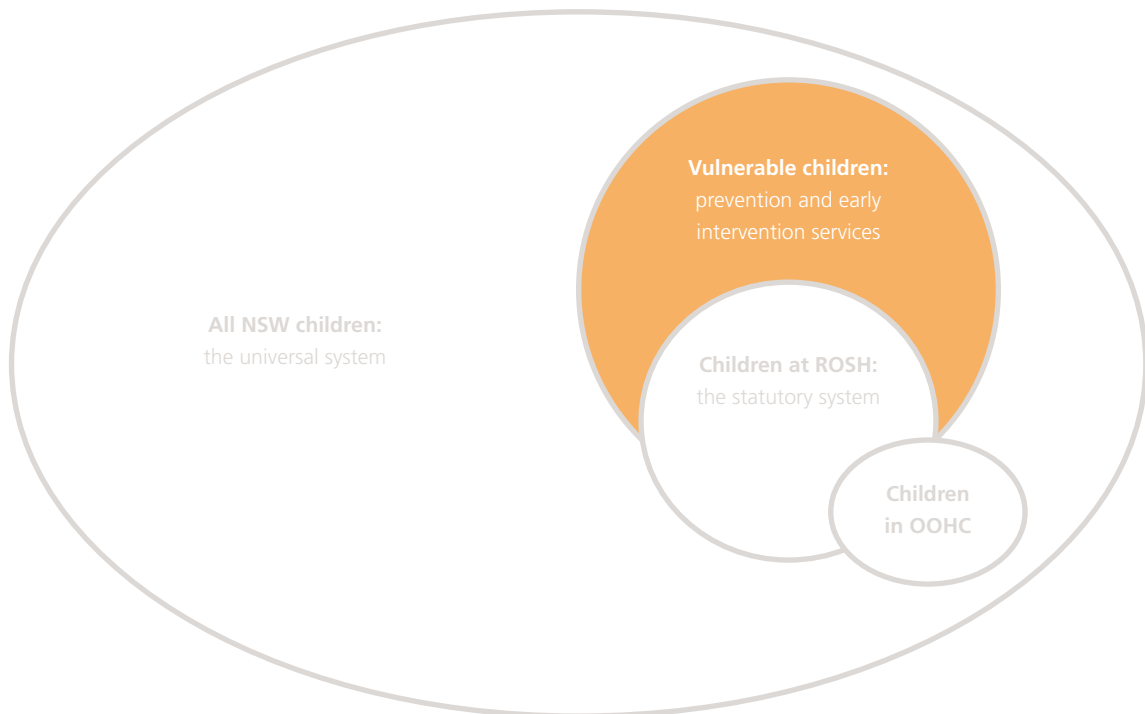 Vulnerable children:
prevention and early
intervention services
All NSW children:
the universal system
Children at ROSH:
the statutory system
Children
in OOHC